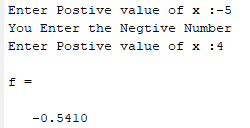 Enter Postive value of x :-5
You Enter the Negtive Number
Enter Postive value of x :4
f =
-0.5410